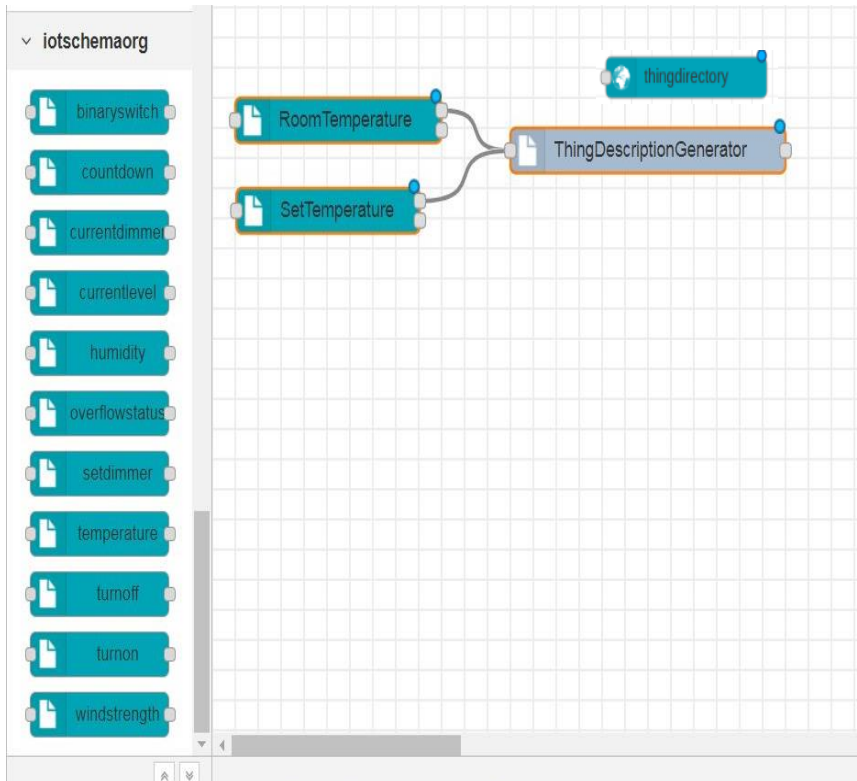 iotschemaorg
binaryswitch
countdown
currentdimmer
currentlevel
humidity
overflowstatus
setdimmer
temperature
turnoff
turnon
windstrength
thingdirectory
RoomTemperature
ThingDescriptionGenerator
SetTemperature